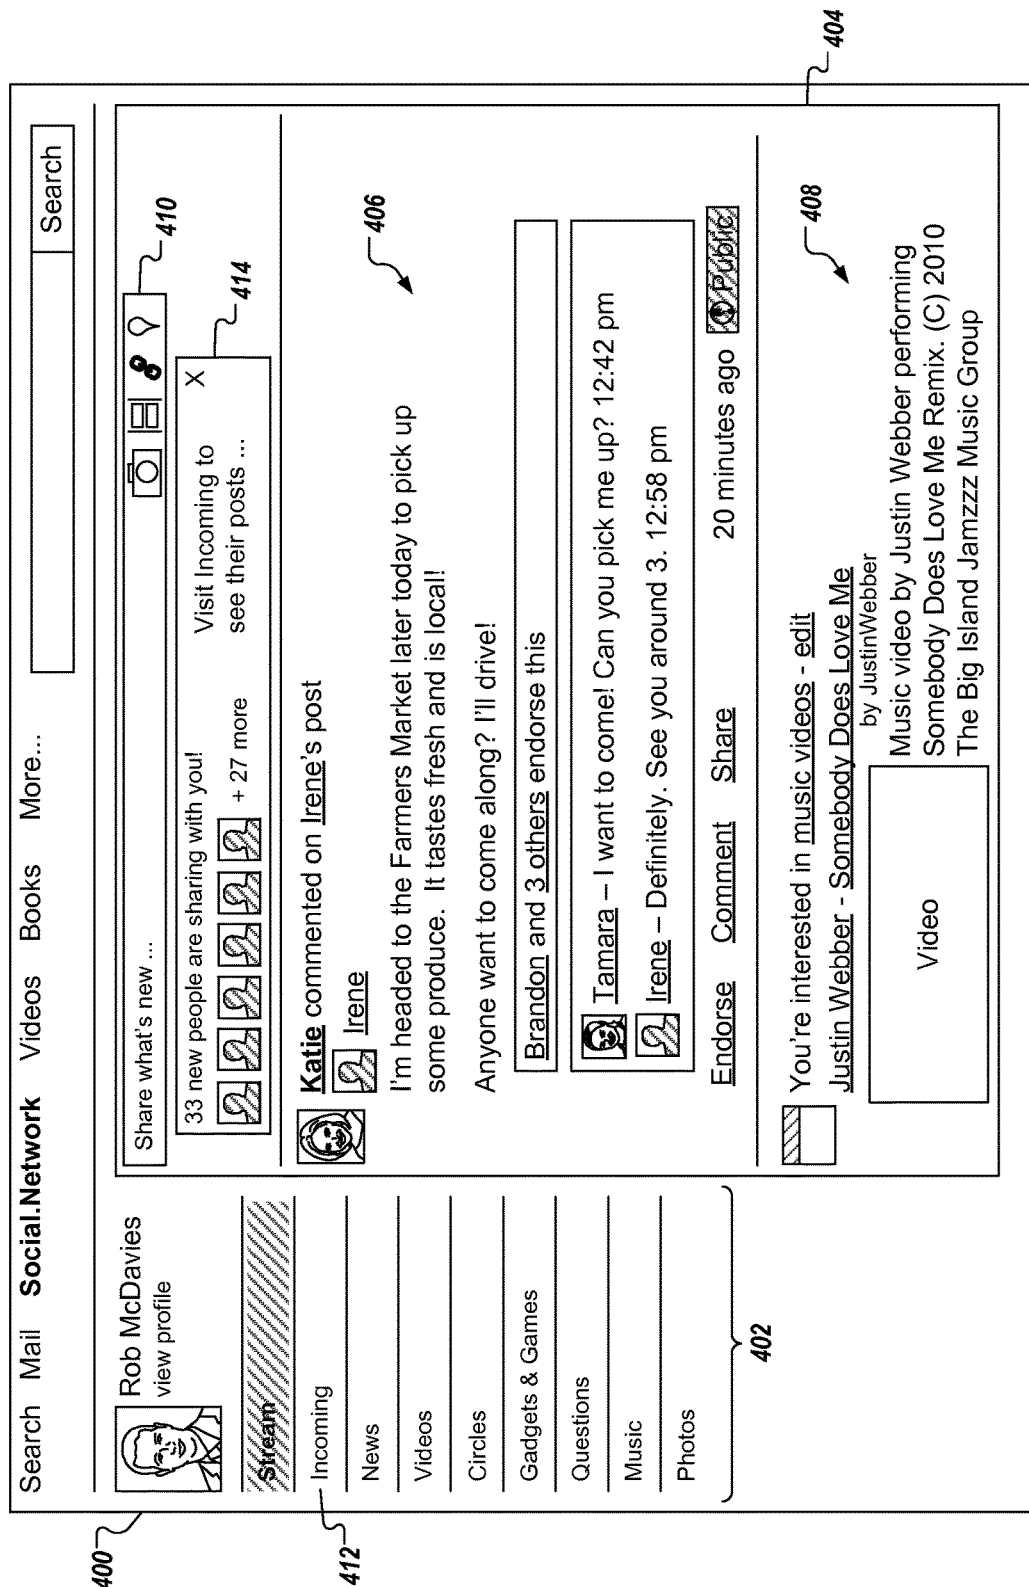 Search Mail Social.Network Videos Books More...
Search
Rob McDavies
view profile
Stream
Incoming
News
Videos
Circles
Gadgets & Games
Questions
Music
Photos
Share what's new ...
33 new people are sharing with you!
+ 27 more
Visit Incoming to
see their posts ...
X
Katie commented on Irene's post
Irene
I'm headed to the Farmers Market later today to pick up
some produce. It tastes fresh and is local!
Anyone want to come along? I'll drive!
Brandon and 3 others endorse this
Tamara – I want to come! Can you pick me up? 12:42 pm
Irene – Definitely. See you around 3. 12:58 pm
Endorse Comment Share 20 minutes ago Public
You're interested in music videos - edit
Justin Webber - Somebody Does Love Me
by JustinWebber
Video
Music video by Justin Webber performing
Somebody Does Love Me Remix. (C) 2010
The Big Island Jamzzz Music Group
400
402
404
406
408
410
412
414